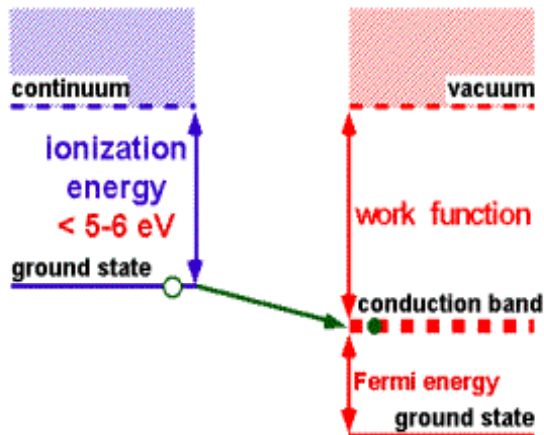 continuum
ionization
energy
< 5-6 eV
ground state
vacuum
work function
conduction band
Fermi energy
ground state